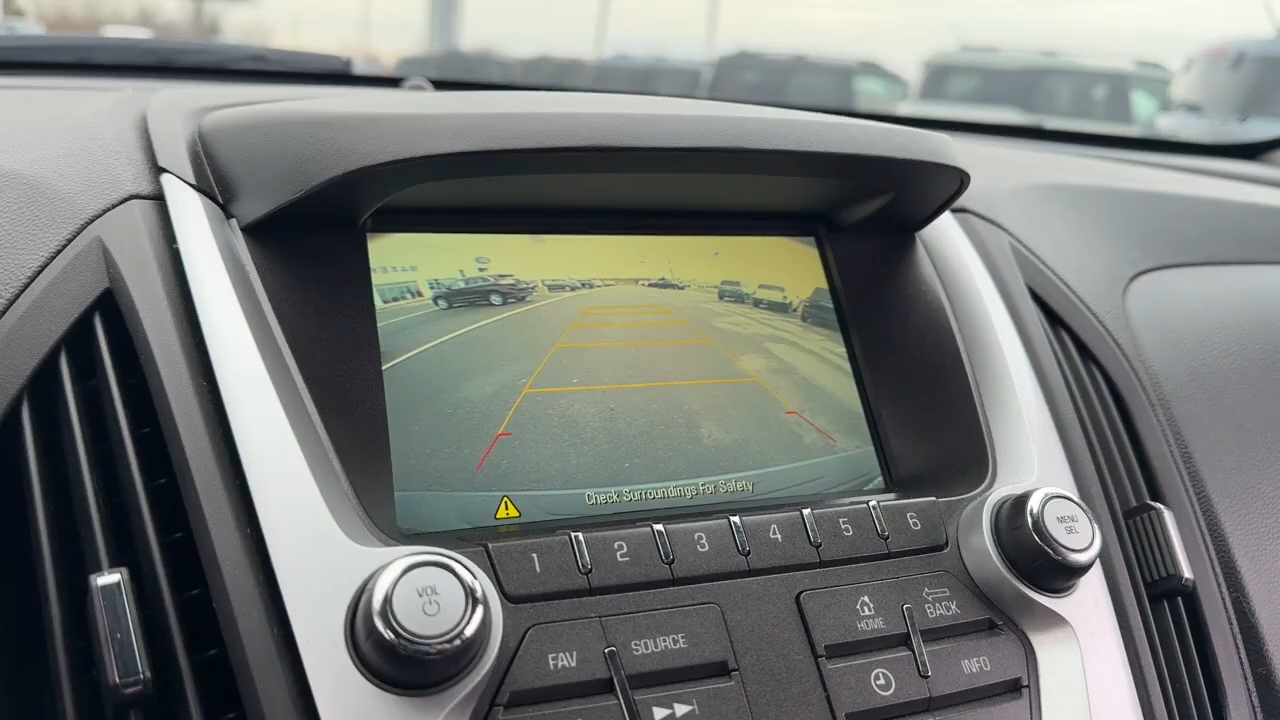 Check Surroundings For Safety
1 2 3 4 5 6
VOL
MENU
SEL
FAV
SOURCE
HOME
BACK
INFO